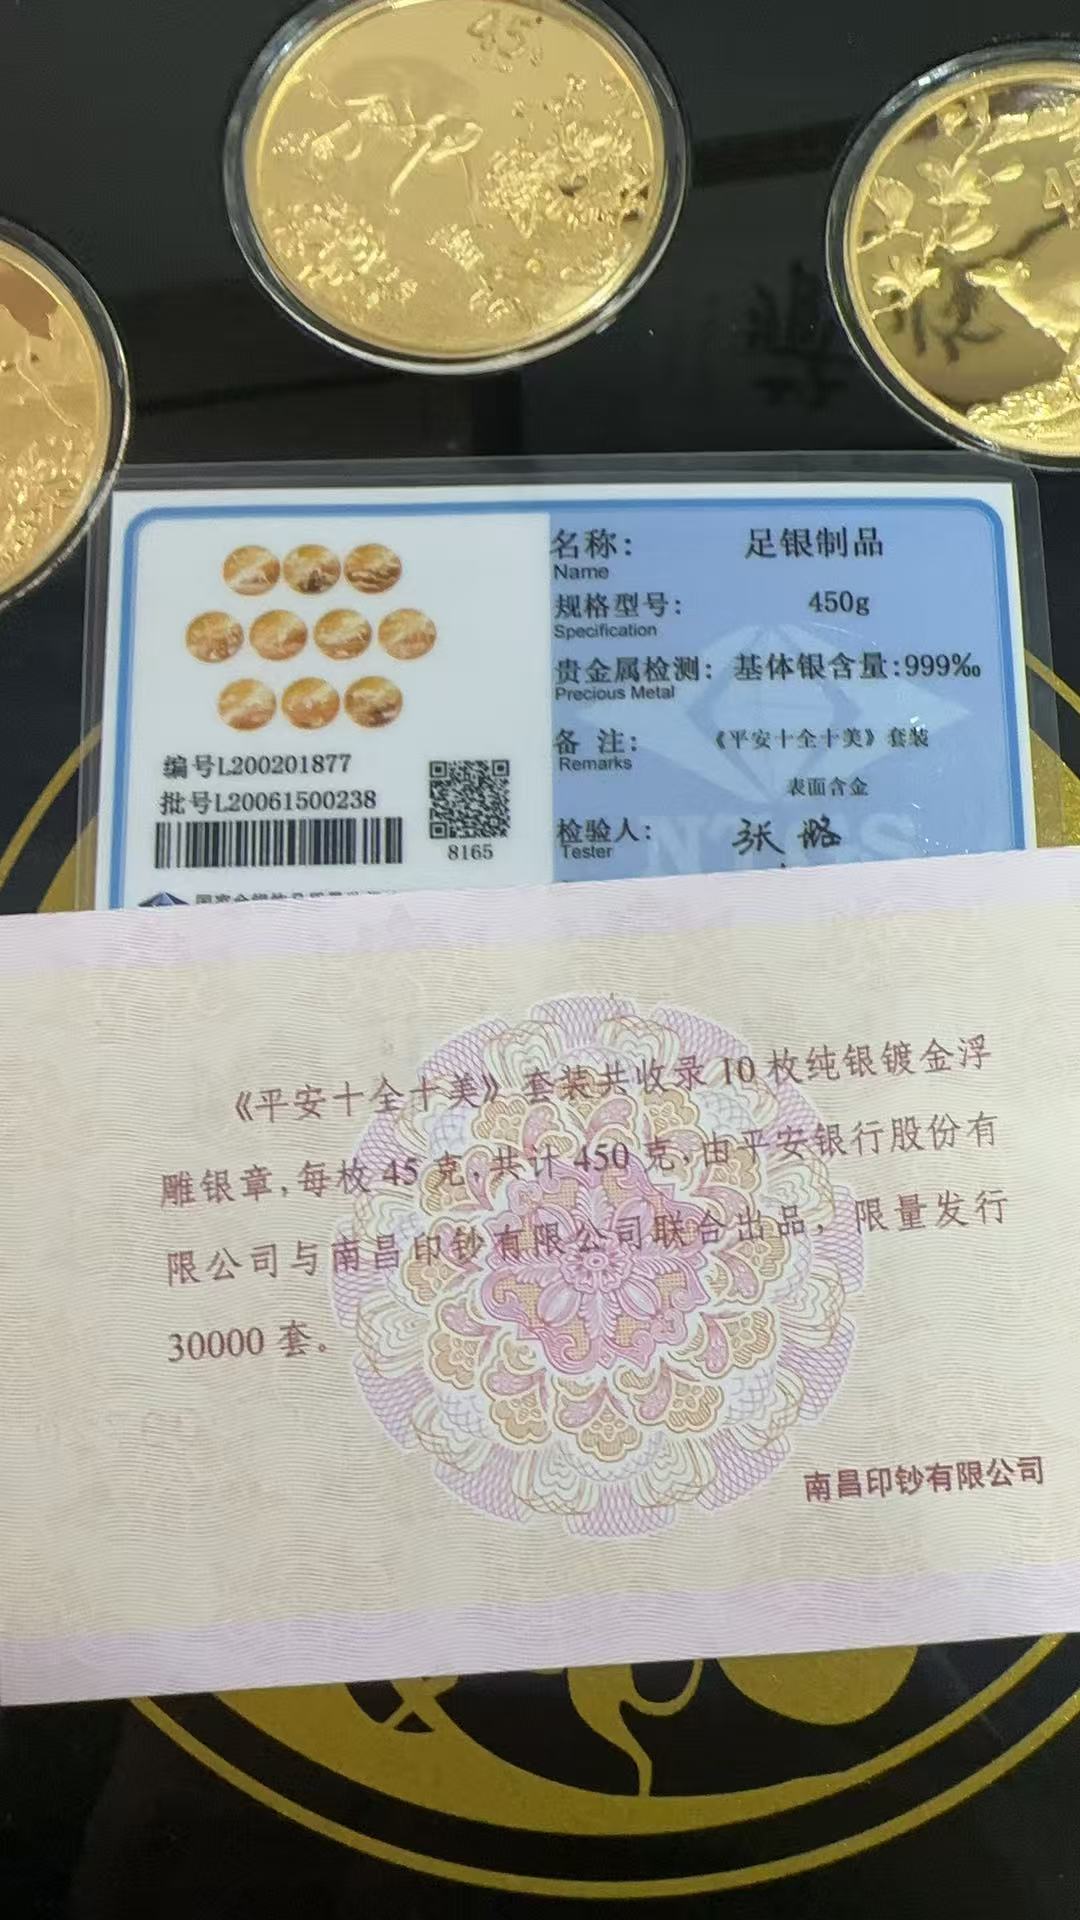 45
45
名称： 足银制品
Name
规格型号： 450g
Specification
贵金属检测： 基体银含量:999‰
Precious Metal
备 注： 《平安十全十美》套装
Remarks
表面含金
编号L200201877
批号L20061500238
8165
检验人：
Tester
《平安十全十美》套装共收录10枚纯银镀金浮
雕银章,每枚45克,共计450克,由平安银行股份有
限公司与南昌印钞有限公司联合出品，限量发行
30000套。
南昌印钞有限公司